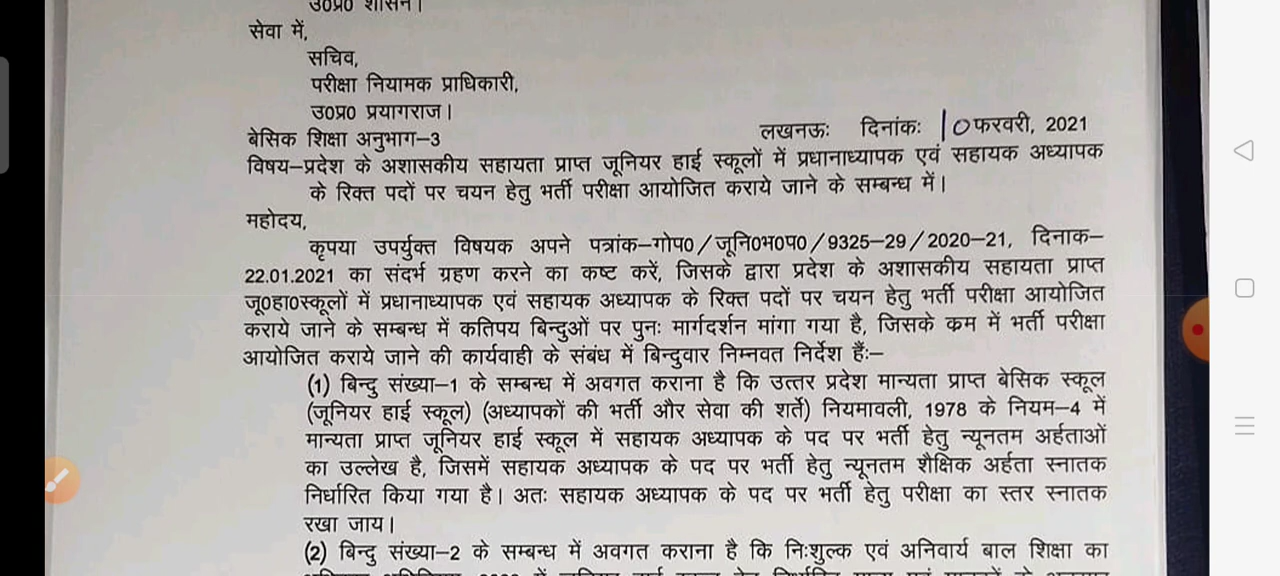 उ0प्र0 शासन।
सेवा में,
सचिव,
परीक्षा नियामक प्राधिकारी,
उ0प्र0 प्रयागराज।
बेसिक शिक्षा अनुभाग–3 लखनऊः दिनांकः 10 फरवरी, 2021
विषय–प्रदेश के अशासकीय सहायता प्राप्त जूनियर हाई स्कूलों में प्रधानाध्यापक एवं सहायक अध्यापक
के रिक्त पदों पर चयन हेतु भर्ती परीक्षा आयोजित कराये जाने के सम्बन्ध में।
महोदय,
कृपया उपर्युक्त विषयक अपने पत्रांक–गोप0/जूनि0भ0प0/9325–29/2020–21, दिनाक–
22.01.2021 का संदर्भ ग्रहण करने का कष्ट करें, जिसके द्वारा प्रदेश के अशासकीय सहायता प्राप्त
जू0हा0स्कूलों में प्रधानाध्यापक एवं सहायक अध्यापक के रिक्त पदों पर चयन हेतु भर्ती परीक्षा आयोजित
कराये जाने के सम्बन्ध में कतिपय बिन्दुओं पर पुनः मार्गदर्शन मांगा गया है, जिसके क्रम में भर्ती परीक्षा
आयोजित कराये जाने की कार्यवाही के संबंध में बिन्दुवार निम्नवत निर्देश हैंः–
(1) बिन्दु संख्या–1 के सम्बन्ध में अवगत कराना है कि उत्तर प्रदेश मान्यता प्राप्त बेसिक स्कूल
(जूनियर हाई स्कूल) (अध्यापकों की भर्ती और सेवा की शर्ते) नियमावली, 1978 के नियम–4 में
मान्यता प्राप्त जूनियर हाई स्कूल में सहायक अध्यापक के पद पर भर्ती हेतु न्यूनतम अर्हताओं
का उल्लेख है, जिसमें सहायक अध्यापक के पद पर भर्ती हेतु न्यूनतम शैक्षिक अर्हता स्नातक
निर्धारित किया गया है। अतः सहायक अध्यापक के पद पर भर्ती हेतु परीक्षा का स्तर स्नातक
रखा जाय।
(2) बिन्दु संख्या–2 के सम्बन्ध में अवगत कराना है कि निःशुल्क एवं अनिवार्य बाल शिक्षा का